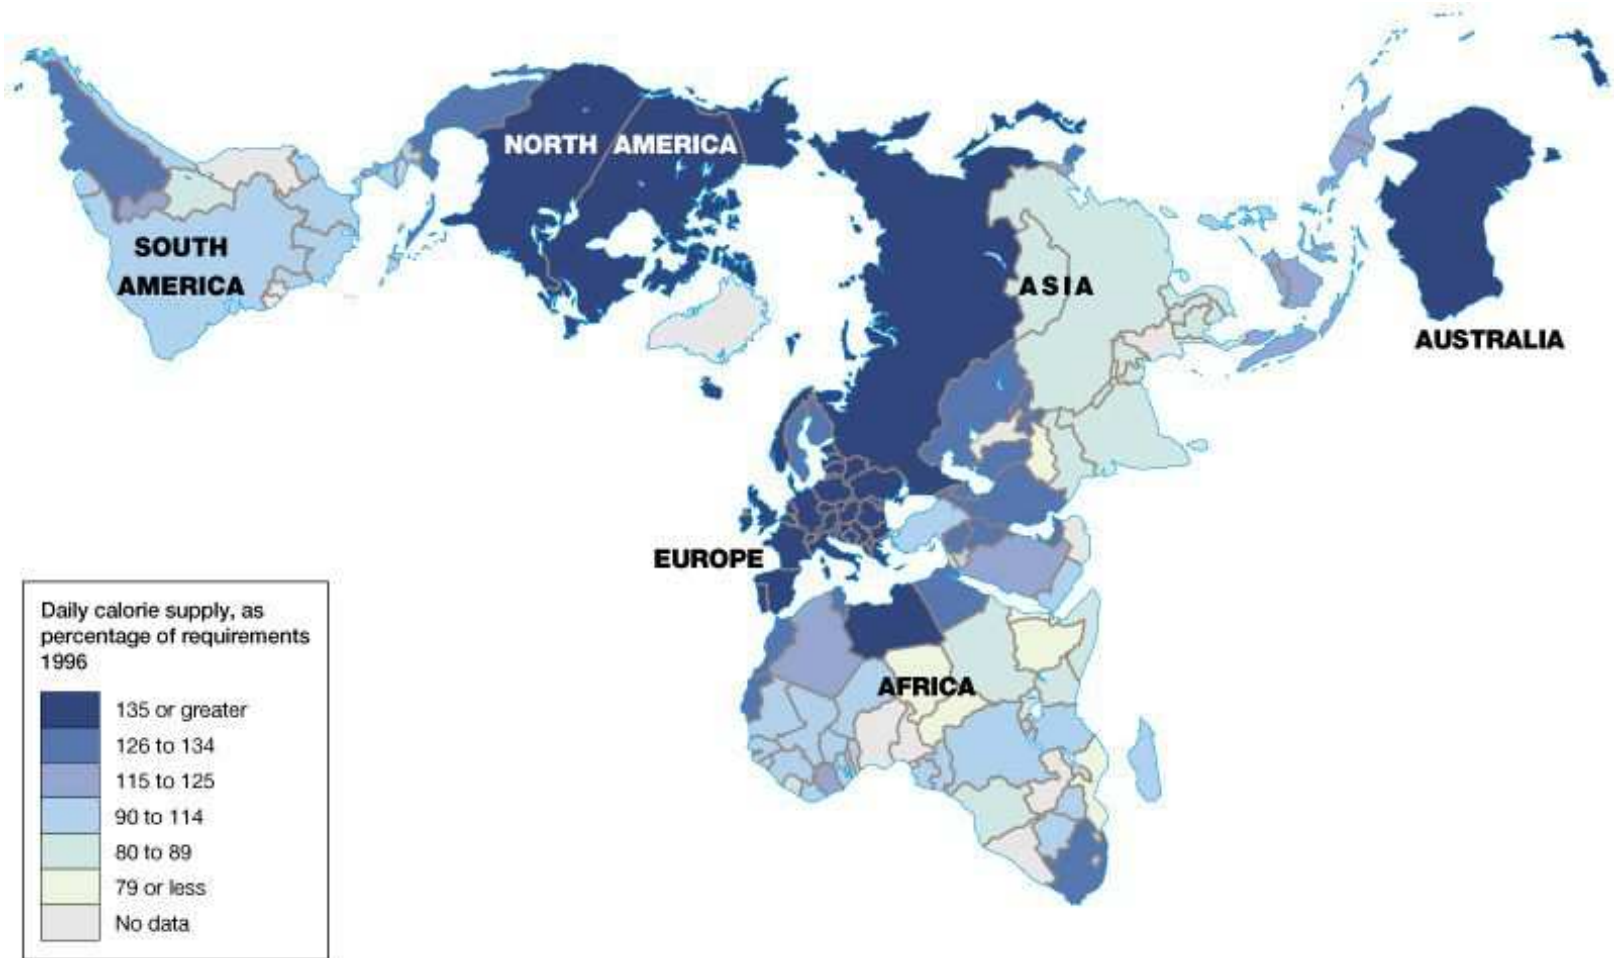 NORTH AMERICA
SOUTH
AMERICA
ASIA
AUSTRALIA
EUROPE
AFRICA
Daily calorie supply, as
percentage of requirements
1996
135 or greater
126 to 134
115 to 125
90 to 114
80 to 89
79 or less
No data